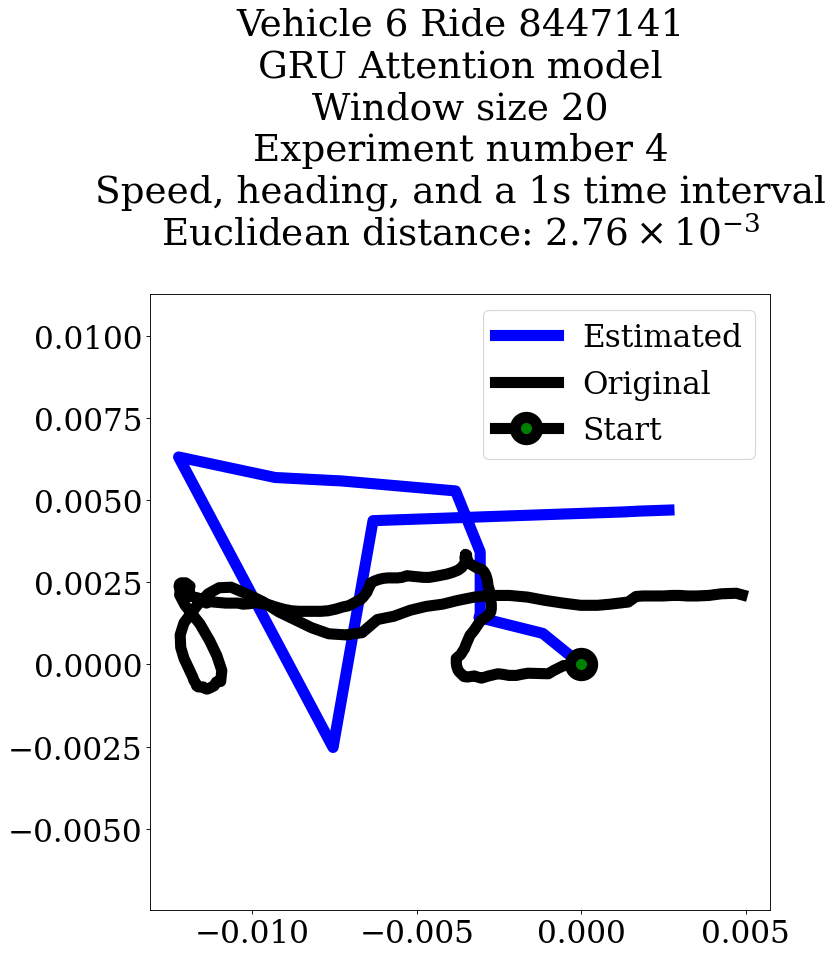 Vehicle 6 Ride 8447141
GRU Attention model
Window size 20
Experiment number 4
Speed, heading, and a 1s time interval
Euclidean distance: 2.76 × 10⁻³
Estimated
Original
Start
0.0100
0.0075
0.0050
0.0025
0.0000
−0.0025
−0.0050
−0.010 −0.005 0.000 0.005